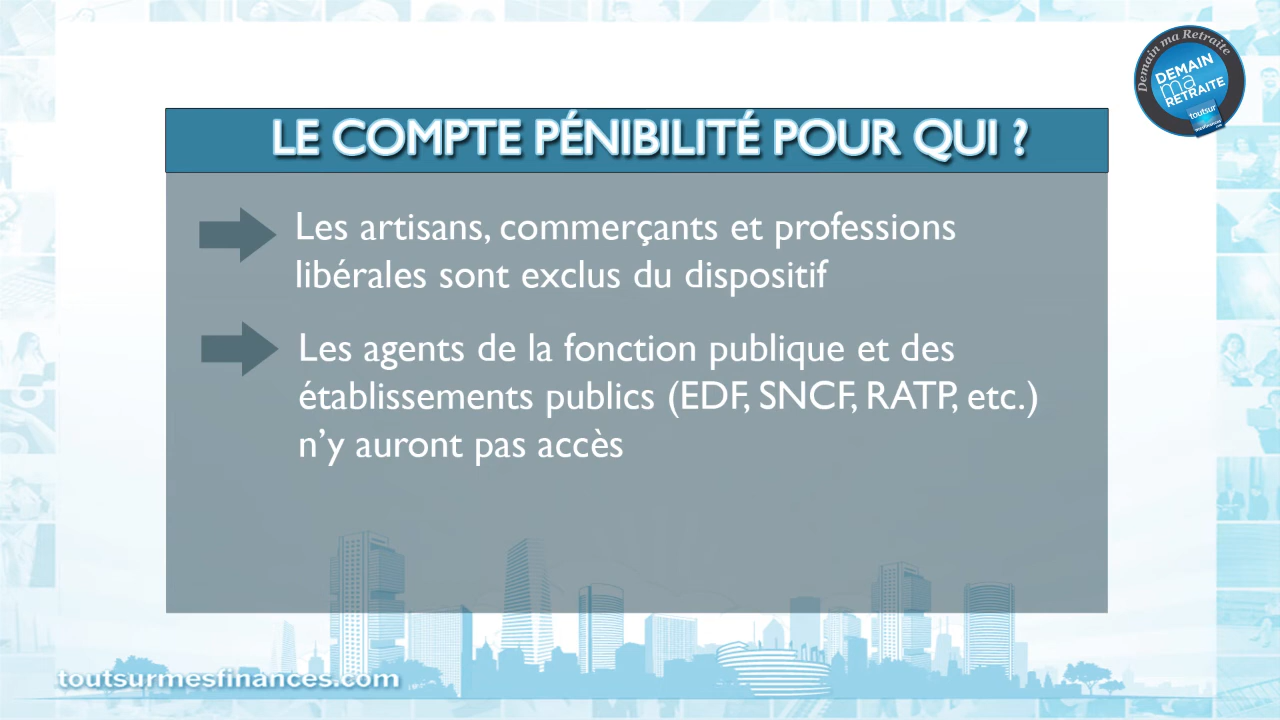 Demain ma Retraite
DEMAIN
ma
RETRAITE
toutsur
mesfinances
.com
LE COMPTE PÉNIBILITÉ POUR QUI ?
Les artisans, commerçants et professions
libérales sont exclus du dispositif
Les agents de la fonction publique et des
établissements publics (EDF, SNCF, RATP, etc.)
n’y auront pas accès
toutsurmesfinances.com